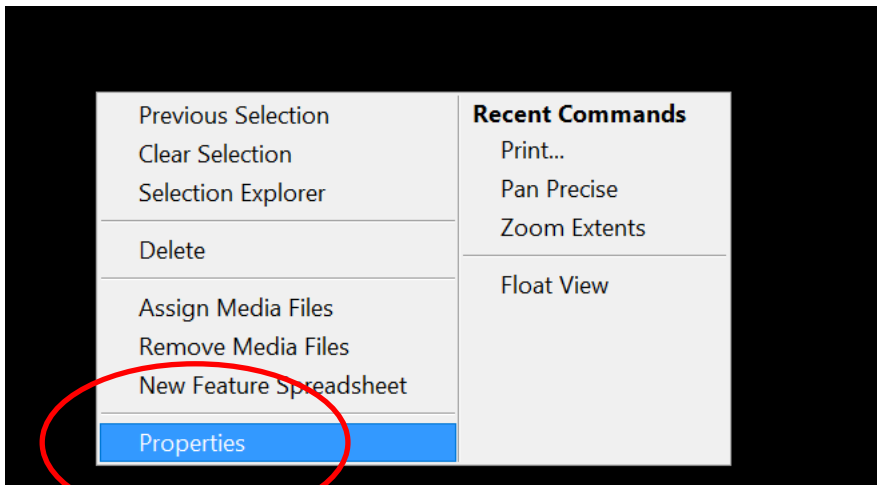 Previous Selection
Clear Selection
Selection Explorer
Delete
Assign Media Files
Remove Media Files
New Feature Spreadsheet
Properties
Recent Commands
Print...
Pan Precise
Zoom Extents
Float View